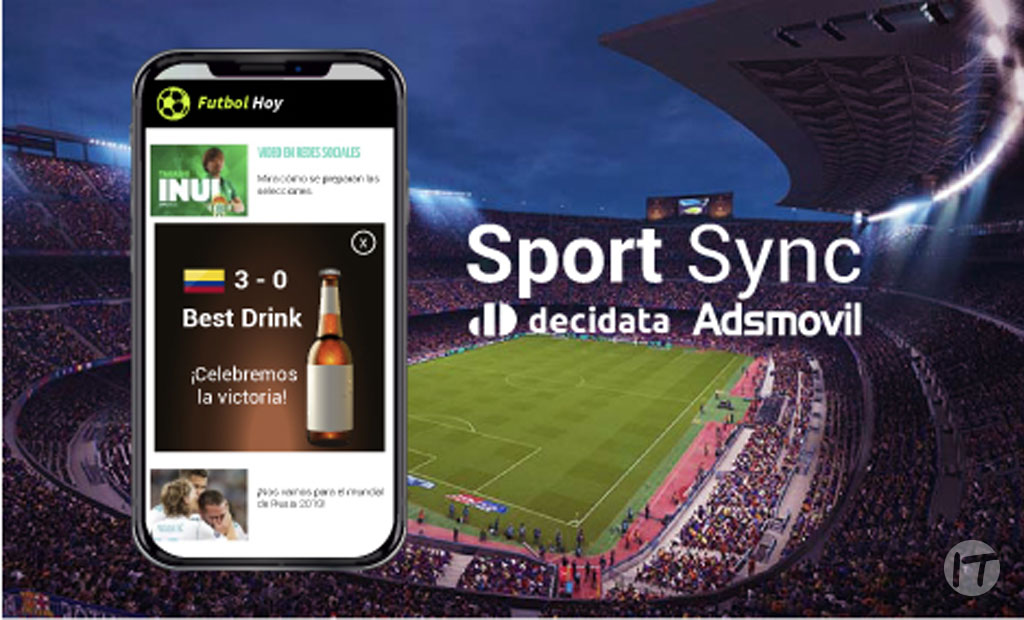 Futbol Hoy
VIDEO EN REDES SOCIALES
Mira cómo se preparan las
selecciones.
INUI
X
3 - 0
Best Drink
¡Celebremos
la victoria!
¡Nos vamos para el mundial
de Rusia 2018!
Sport Sync
decidata Adsmovil
IT